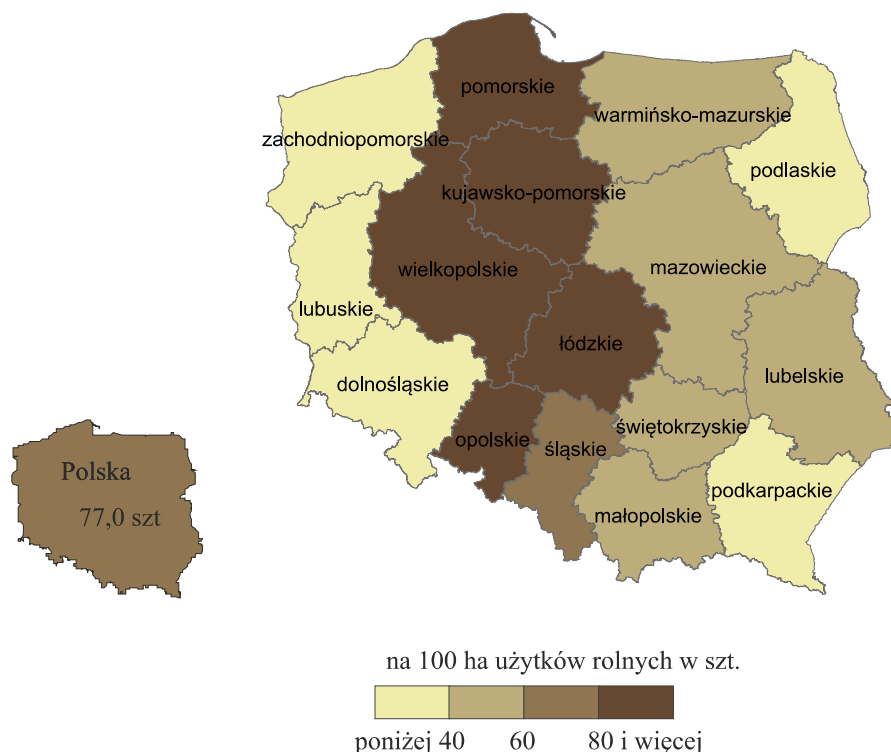 pomorskie
warmińsko-mazurskie
zachodniopomorskie
podlaskie
kujawsko-pomorskie
wielkopolskie
mazowieckie
lubuskie
łódzkie
dolnośląskie
lubelskie
opolskie
śląskie
świętokrzyskie
podkarpackie
małopolskie
Polska
77,0 szt
na 100 ha użytków rolnych w szt.
poniżej 40 60 80 i więcej